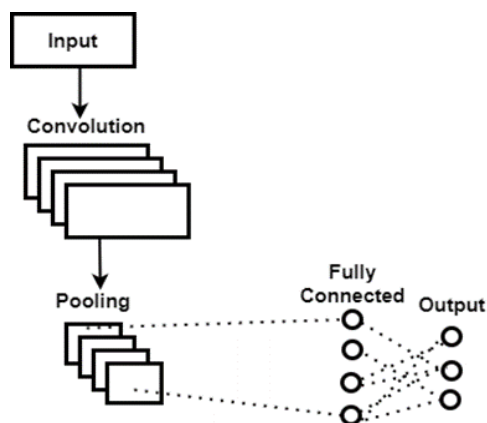 Input
Convolution
Pooling
Fully
Connected
Output